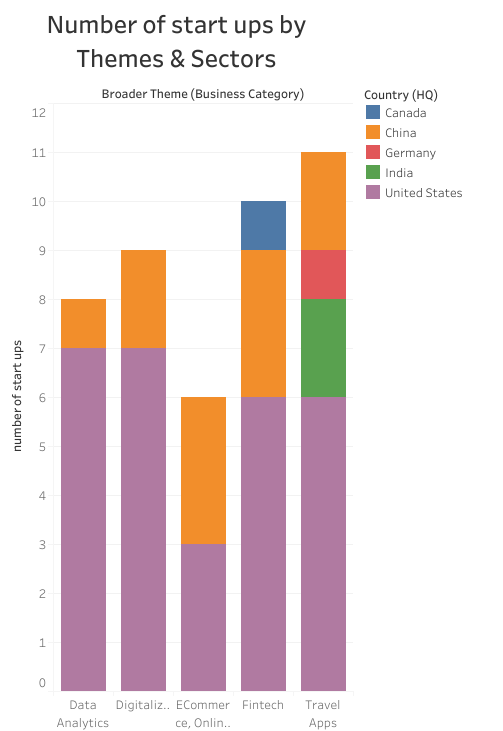 Number of start ups by
Themes & Sectors
Broader Theme (Business Category)
Country (HQ)
Canada
China
Germany
India
United States
12
11
10
9
8
7
6
5
4
3
2
1
0
number of start ups
Data
Analytics
Digitaliz..
ECommer
ce, Onlin..
Fintech
Travel
Apps